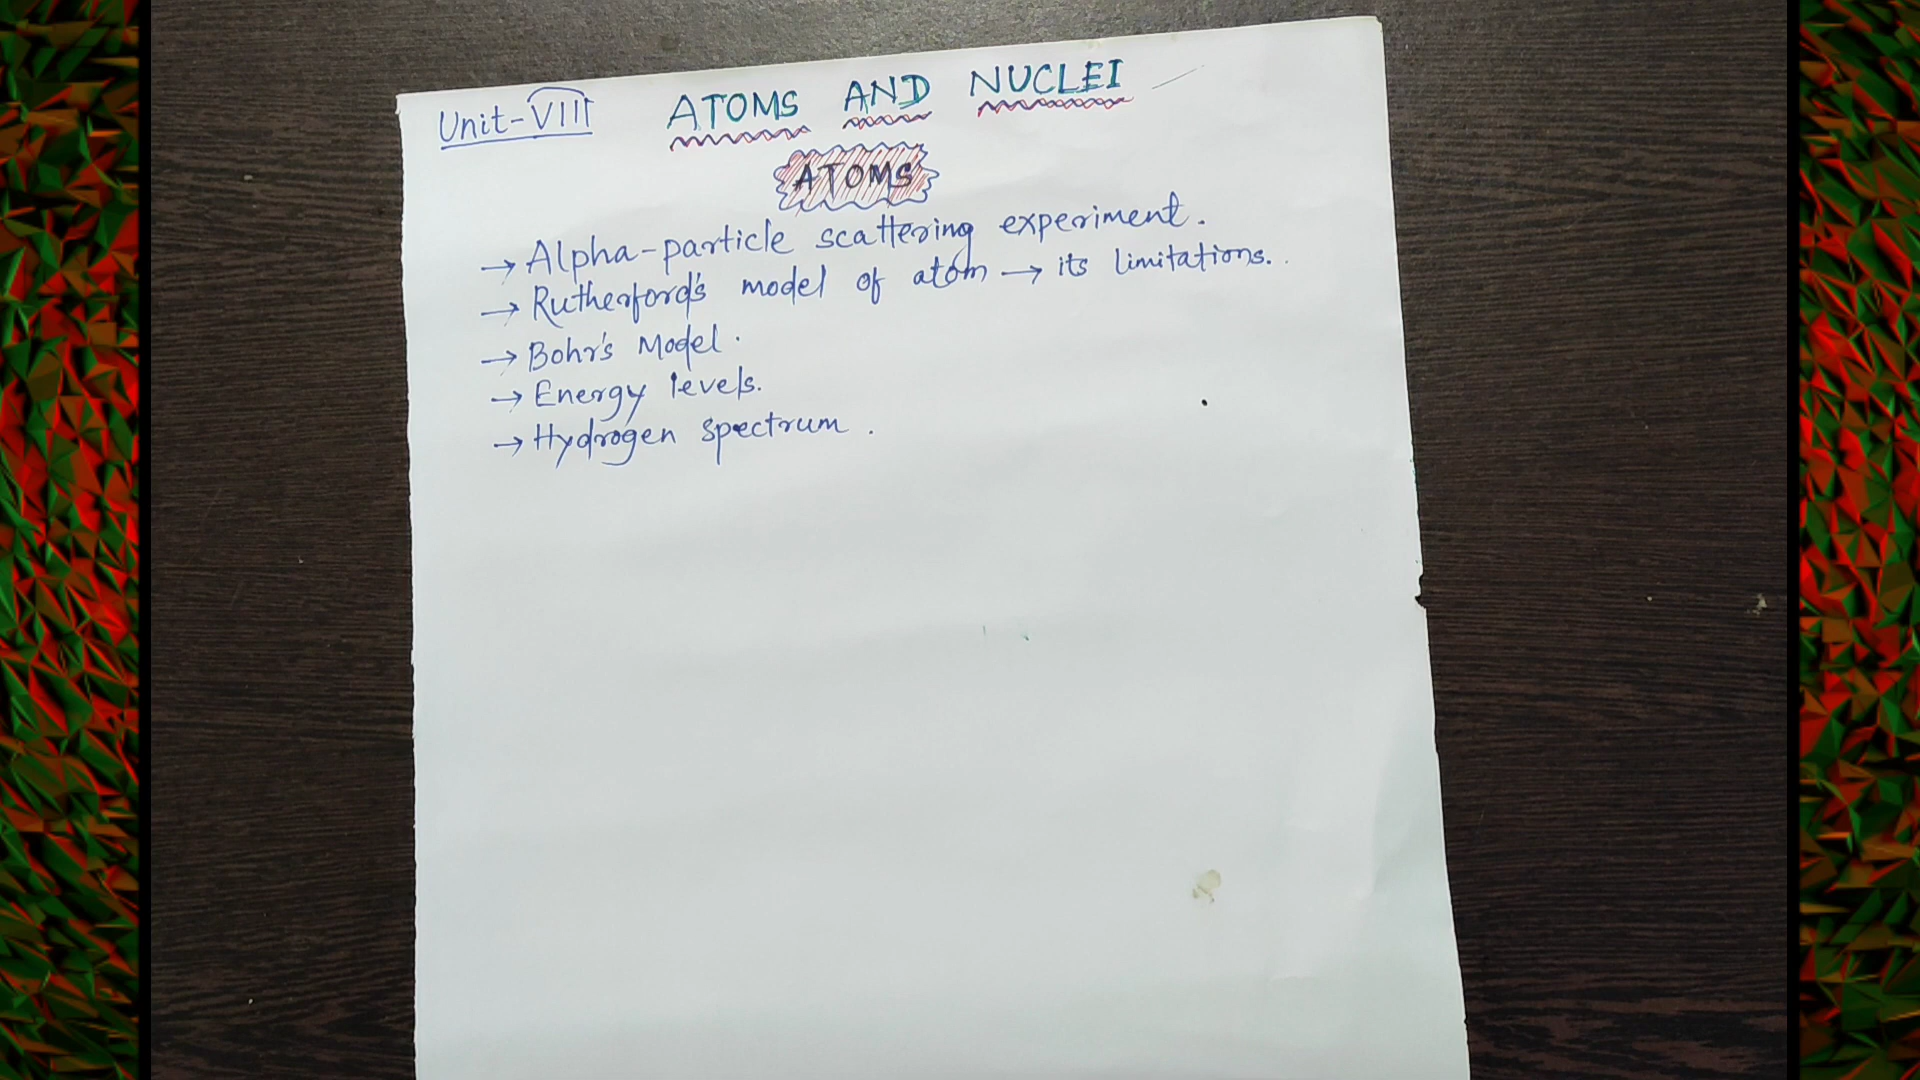 Unit-VIII ATOMS AND NUCLEI
ATOMS
→ Alpha-particle scattering experiment.
→ Rutherford's model of atom → its limitations.
→ Bohr's Model.
→ Energy levels.
→ Hydrogen spectrum.